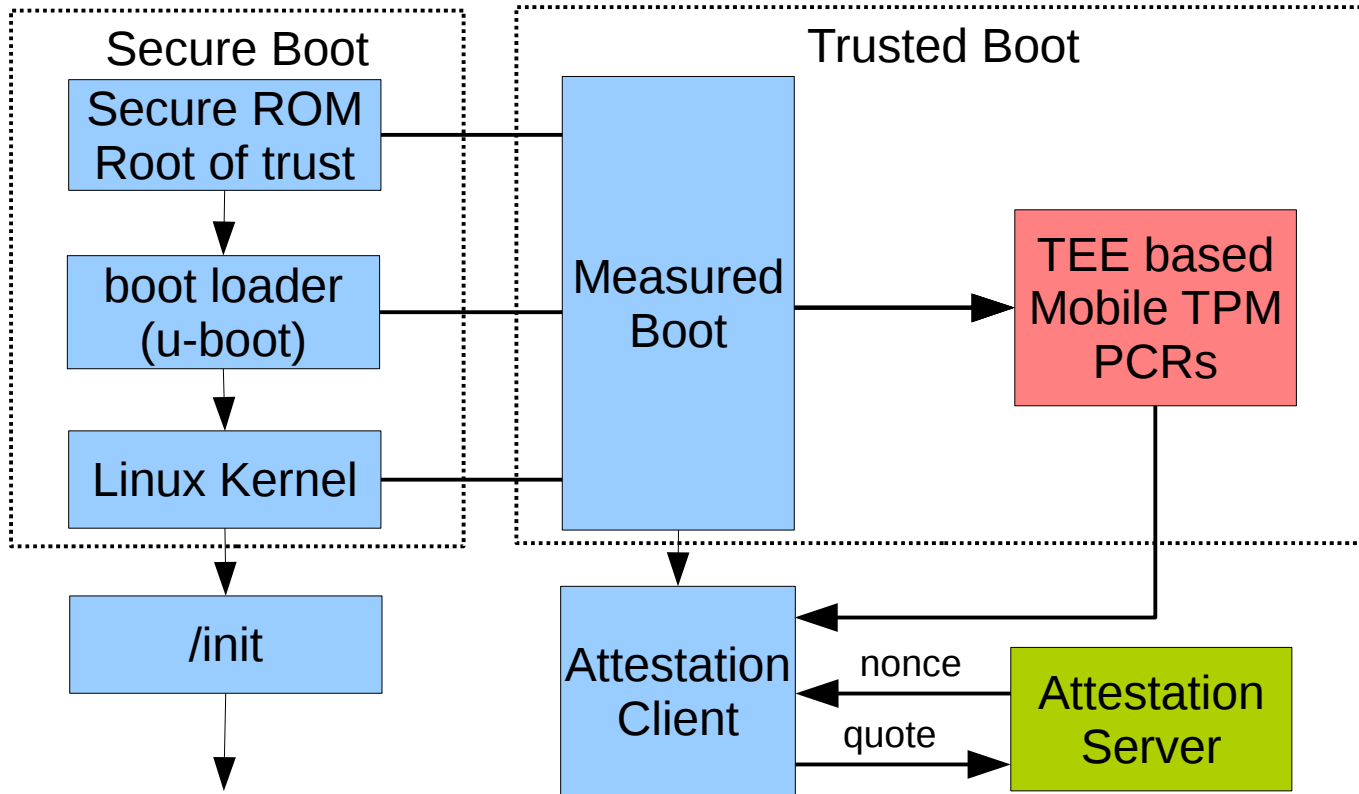 Secure Boot
Secure ROM
Root of trust
boot loader
(u-boot)
Linux Kernel
/init
Trusted Boot
Measured
Boot
TEE based
Mobile TPM
PCRs
Attestation
Client
nonce
quote
Attestation
Server